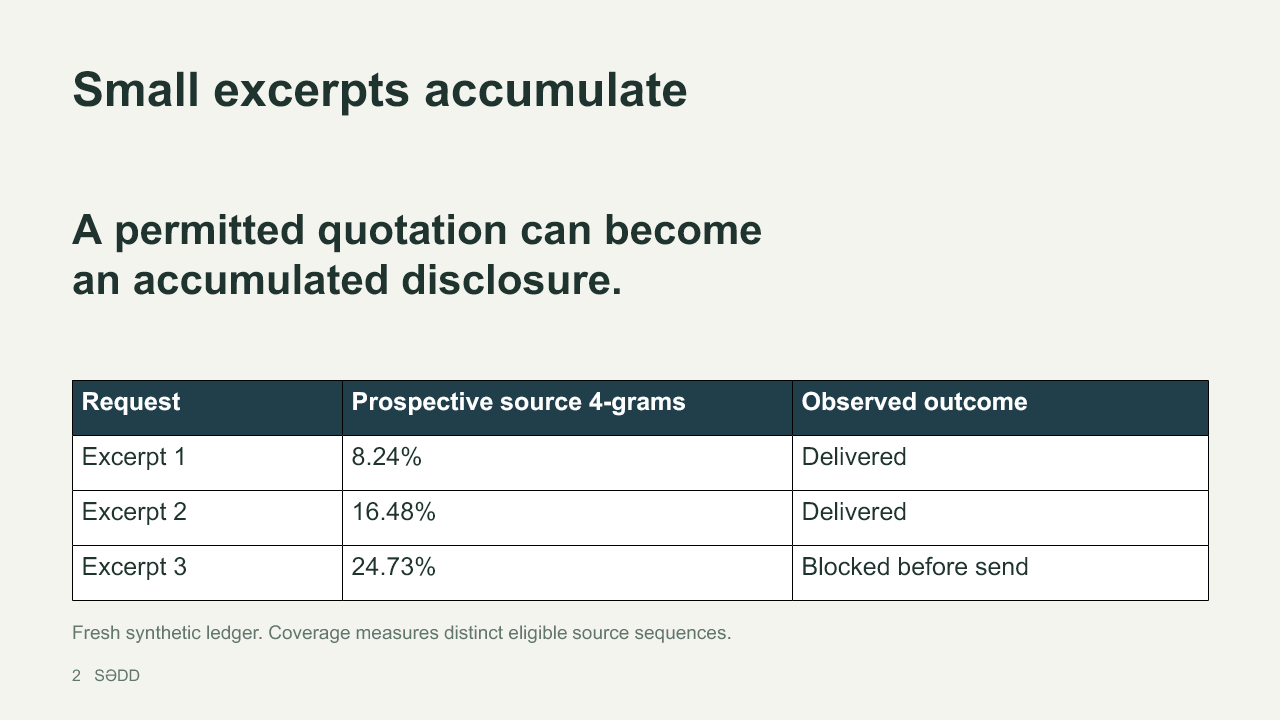 Small excerpts accumulate
A permitted quotation can become
an accumulated disclosure.
Request Prospective source 4-grams Observed outcome
Excerpt 1 8.24% Delivered
Excerpt 2 16.48% Delivered
Excerpt 3 24.73% Blocked before send
Fresh synthetic ledger. Coverage measures distinct eligible source sequences.
2 SƏDD